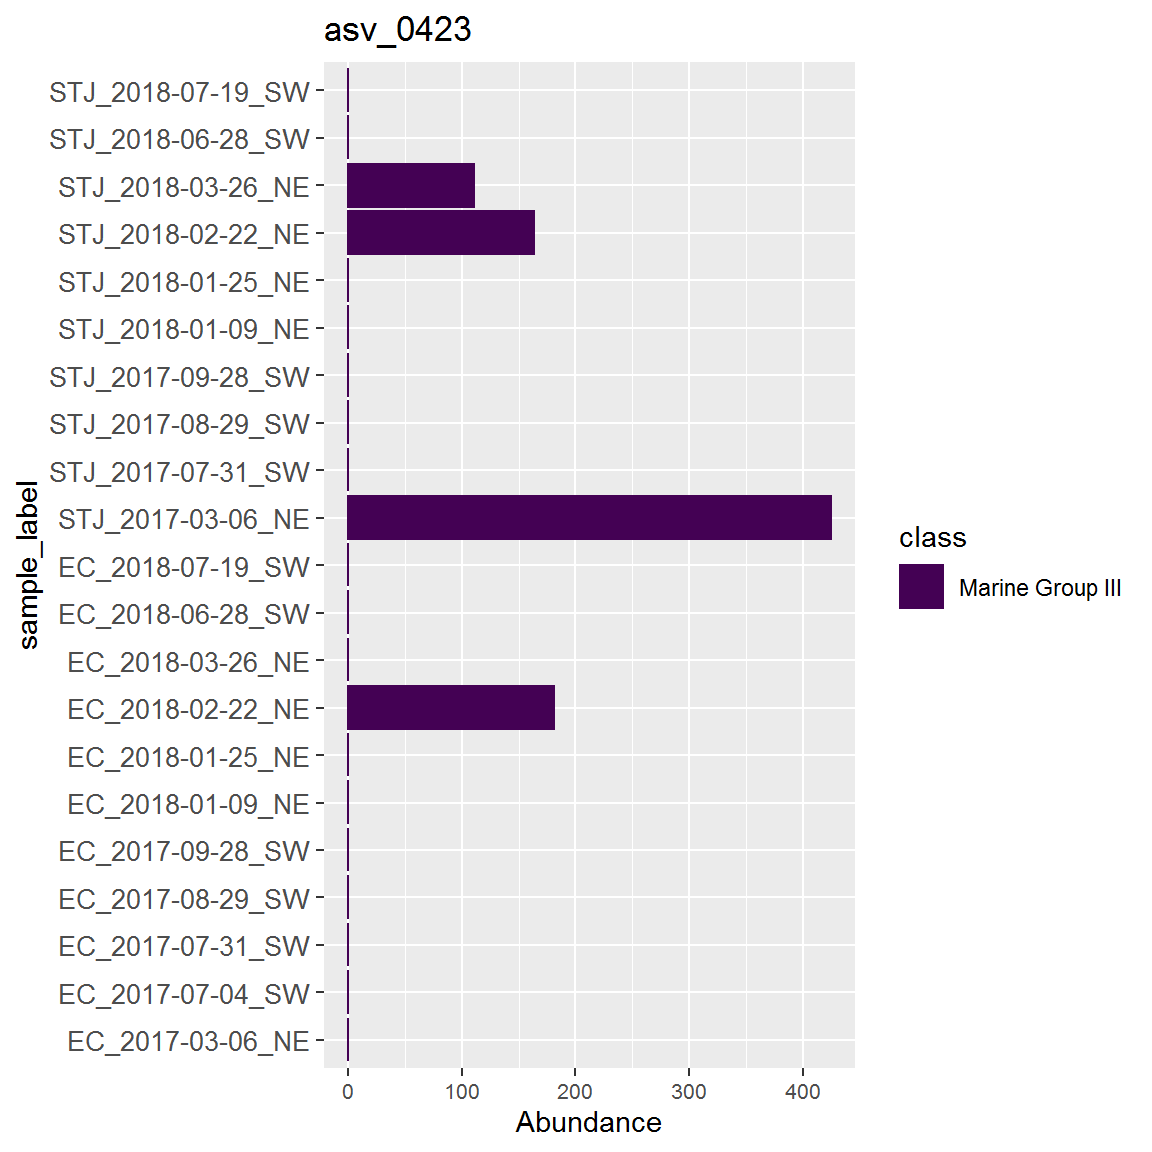 asv_0423
STJ_2018-07-19_SW
STJ_2018-06-28_SW
STJ_2018-03-26_NE
STJ_2018-02-22_NE
STJ_2018-01-25_NE
STJ_2018-01-09_NE
STJ_2017-09-28_SW
STJ_2017-08-29_SW
STJ_2017-07-31_SW
STJ_2017-03-06_NE
EC_2018-07-19_SW
EC_2018-06-28_SW
EC_2018-03-26_NE
EC_2018-02-22_NE
EC_2018-01-25_NE
EC_2018-01-09_NE
EC_2017-09-28_SW
EC_2017-08-29_SW
EC_2017-07-31_SW
EC_2017-07-04_SW
EC_2017-03-06_NE
sample_label
0 100 200 300 400
Abundance
class
Marine Group III